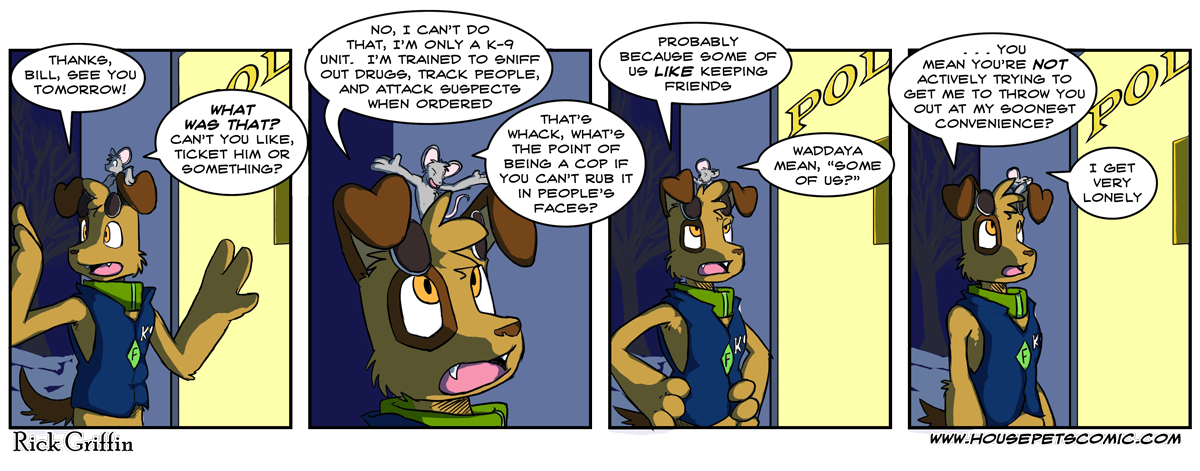 THANKS,
BILL, SEE YOU
TOMORROW!
WHAT
WAS THAT?
CAN'T YOU LIKE,
TICKET HIM OR
SOMETHING?
POL
K9
F
NO, I CAN'T DO
THAT, I'M ONLY A K-9
UNIT. I'M TRAINED TO SNIFF
OUT DRUGS, TRACK PEOPLE,
AND ATTACK SUSPECTS
WHEN ORDERED
THAT'S
WHACK, WHAT'S
THE POINT OF
BEING A COP IF
YOU CAN'T RUB IT
IN PEOPLE'S
FACES?
PROBABLY
BECAUSE SOME OF
US LIKE KEEPING
FRIENDS
WADDAYA
MEAN, "SOME
OF US?"
POL
K
F
. . . YOU
MEAN YOU'RE NOT
ACTIVELY TRYING TO
GET ME TO THROW YOU
OUT AT MY SOONEST
CONVENIENCE?
I GET
VERY
LONELY
POL
K
F
Rick Griffin
WWW.HOUSEPETSCOMIC.COM